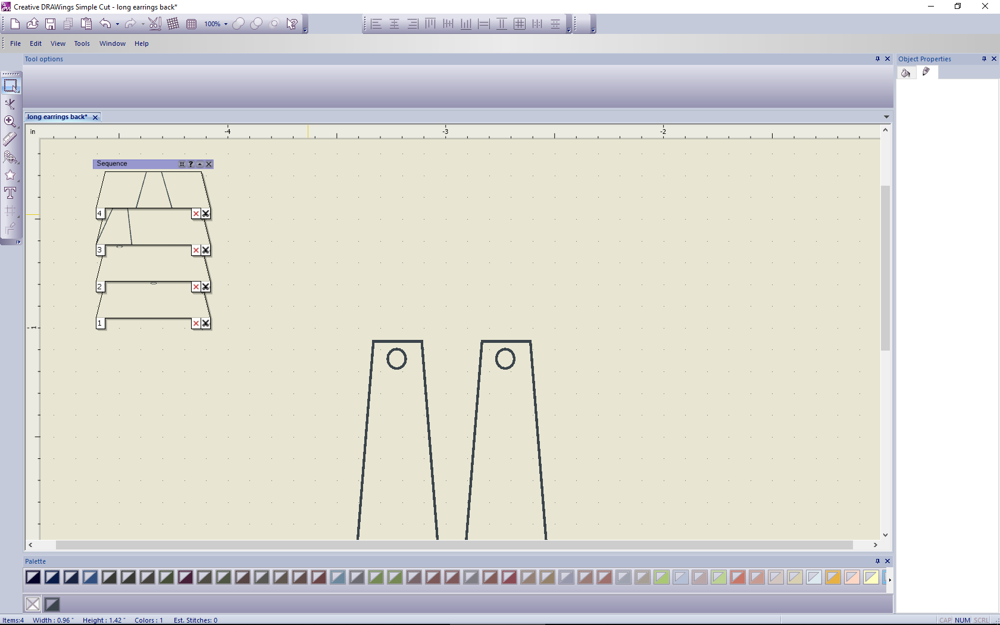 Creative DRAWings Simple Cut - long earrings back*
100%
File Edit View Tools Window Help
Tool options
Object Properties
long earrings back*
in
-4
-3
-2
Sequence
4
3
2
1
- 1
Palette
Items:4 Width : 0.96 " Height : 1.42 " Colors : 1 Est. Stitches: 0
CAP NUM SCRL